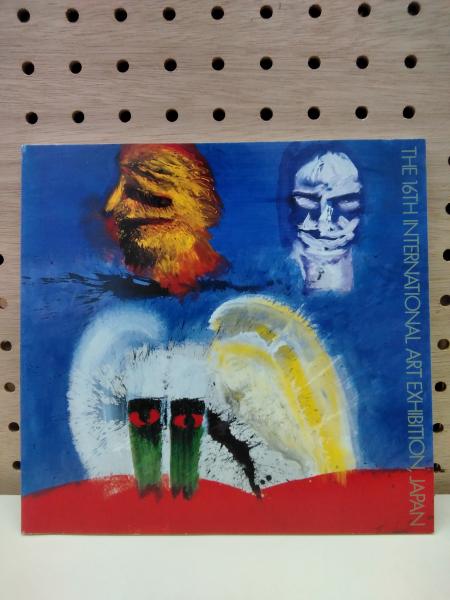 THE 16TH INTERNATIONAL ART EXHIBITION, JAPAN